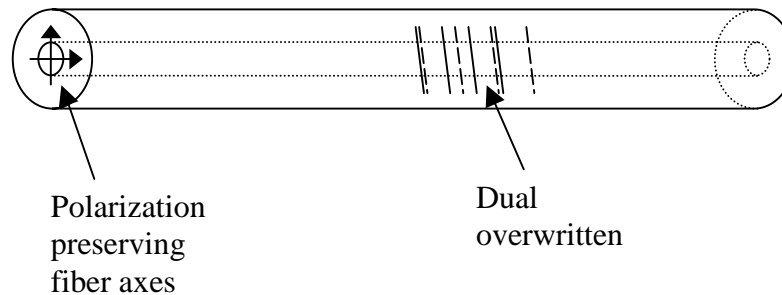 Polarization
preserving
fiber axes
Dual
overwritten